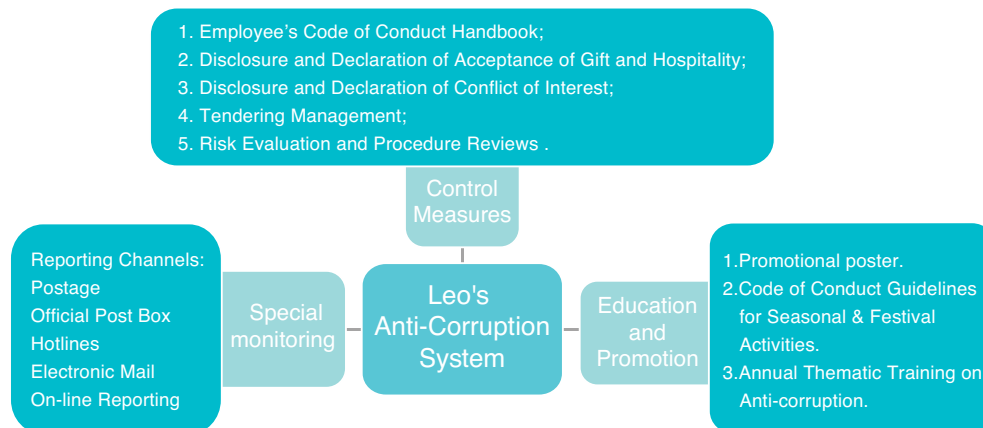 1. Employee's Code of Conduct Handbook;
2. Disclosure and Declaration of Acceptance of Gift and Hospitality;
3. Disclosure and Declaration of Conflict of Interest;
4. Tendering Management;
5. Risk Evaluation and Procedure Reviews .
Control
Measures
Reporting Channels:
Postage
Official Post Box
Hotlines
Electronic Mail
On-line Reporting
Special
monitoring
Leo's
Anti-Corruption
System
Education
and
Promotion
1.Promotional poster.
2.Code of Conduct Guidelines
for Seasonal & Festival
Activities.
3.Annual Thematic Training on
Anti-corruption.